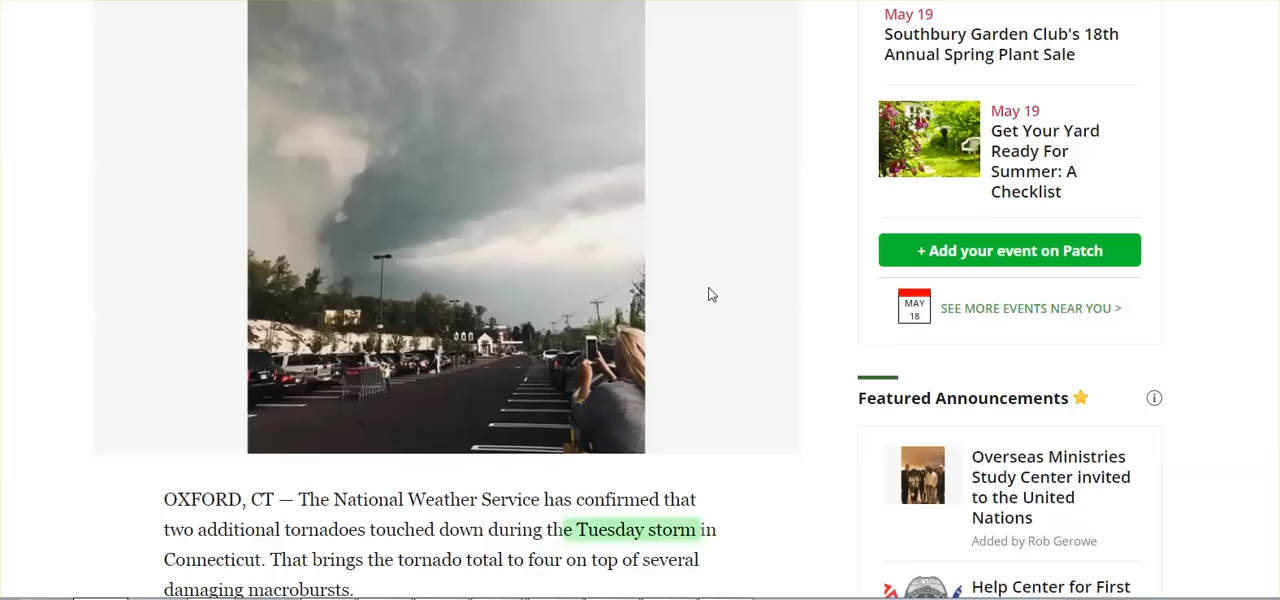 May 19
Southbury Garden Club's 18th
Annual Spring Plant Sale
May 19
Get Your Yard
Ready For
Summer: A
Checklist
+ Add your event on Patch
MAY
18
SEE MORE EVENTS NEAR YOU >
Featured Announcements
Overseas Ministries
Study Center invited
to the United
Nations
Added by Rob Gerowe
Help Center for First
OXFORD, CT — The National Weather Service has confirmed that
two additional tornadoes touched down during the Tuesday storm in
Connecticut. That brings the tornado total to four on top of several
damaging macrobursts.